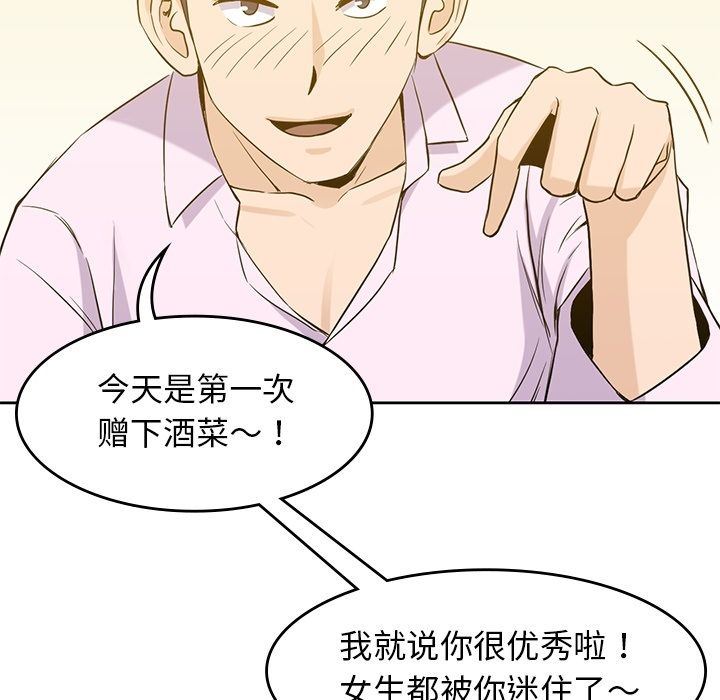 今天是第一次
赠下酒菜～！
我就说你很优秀啦！
女生都被你迷住了～